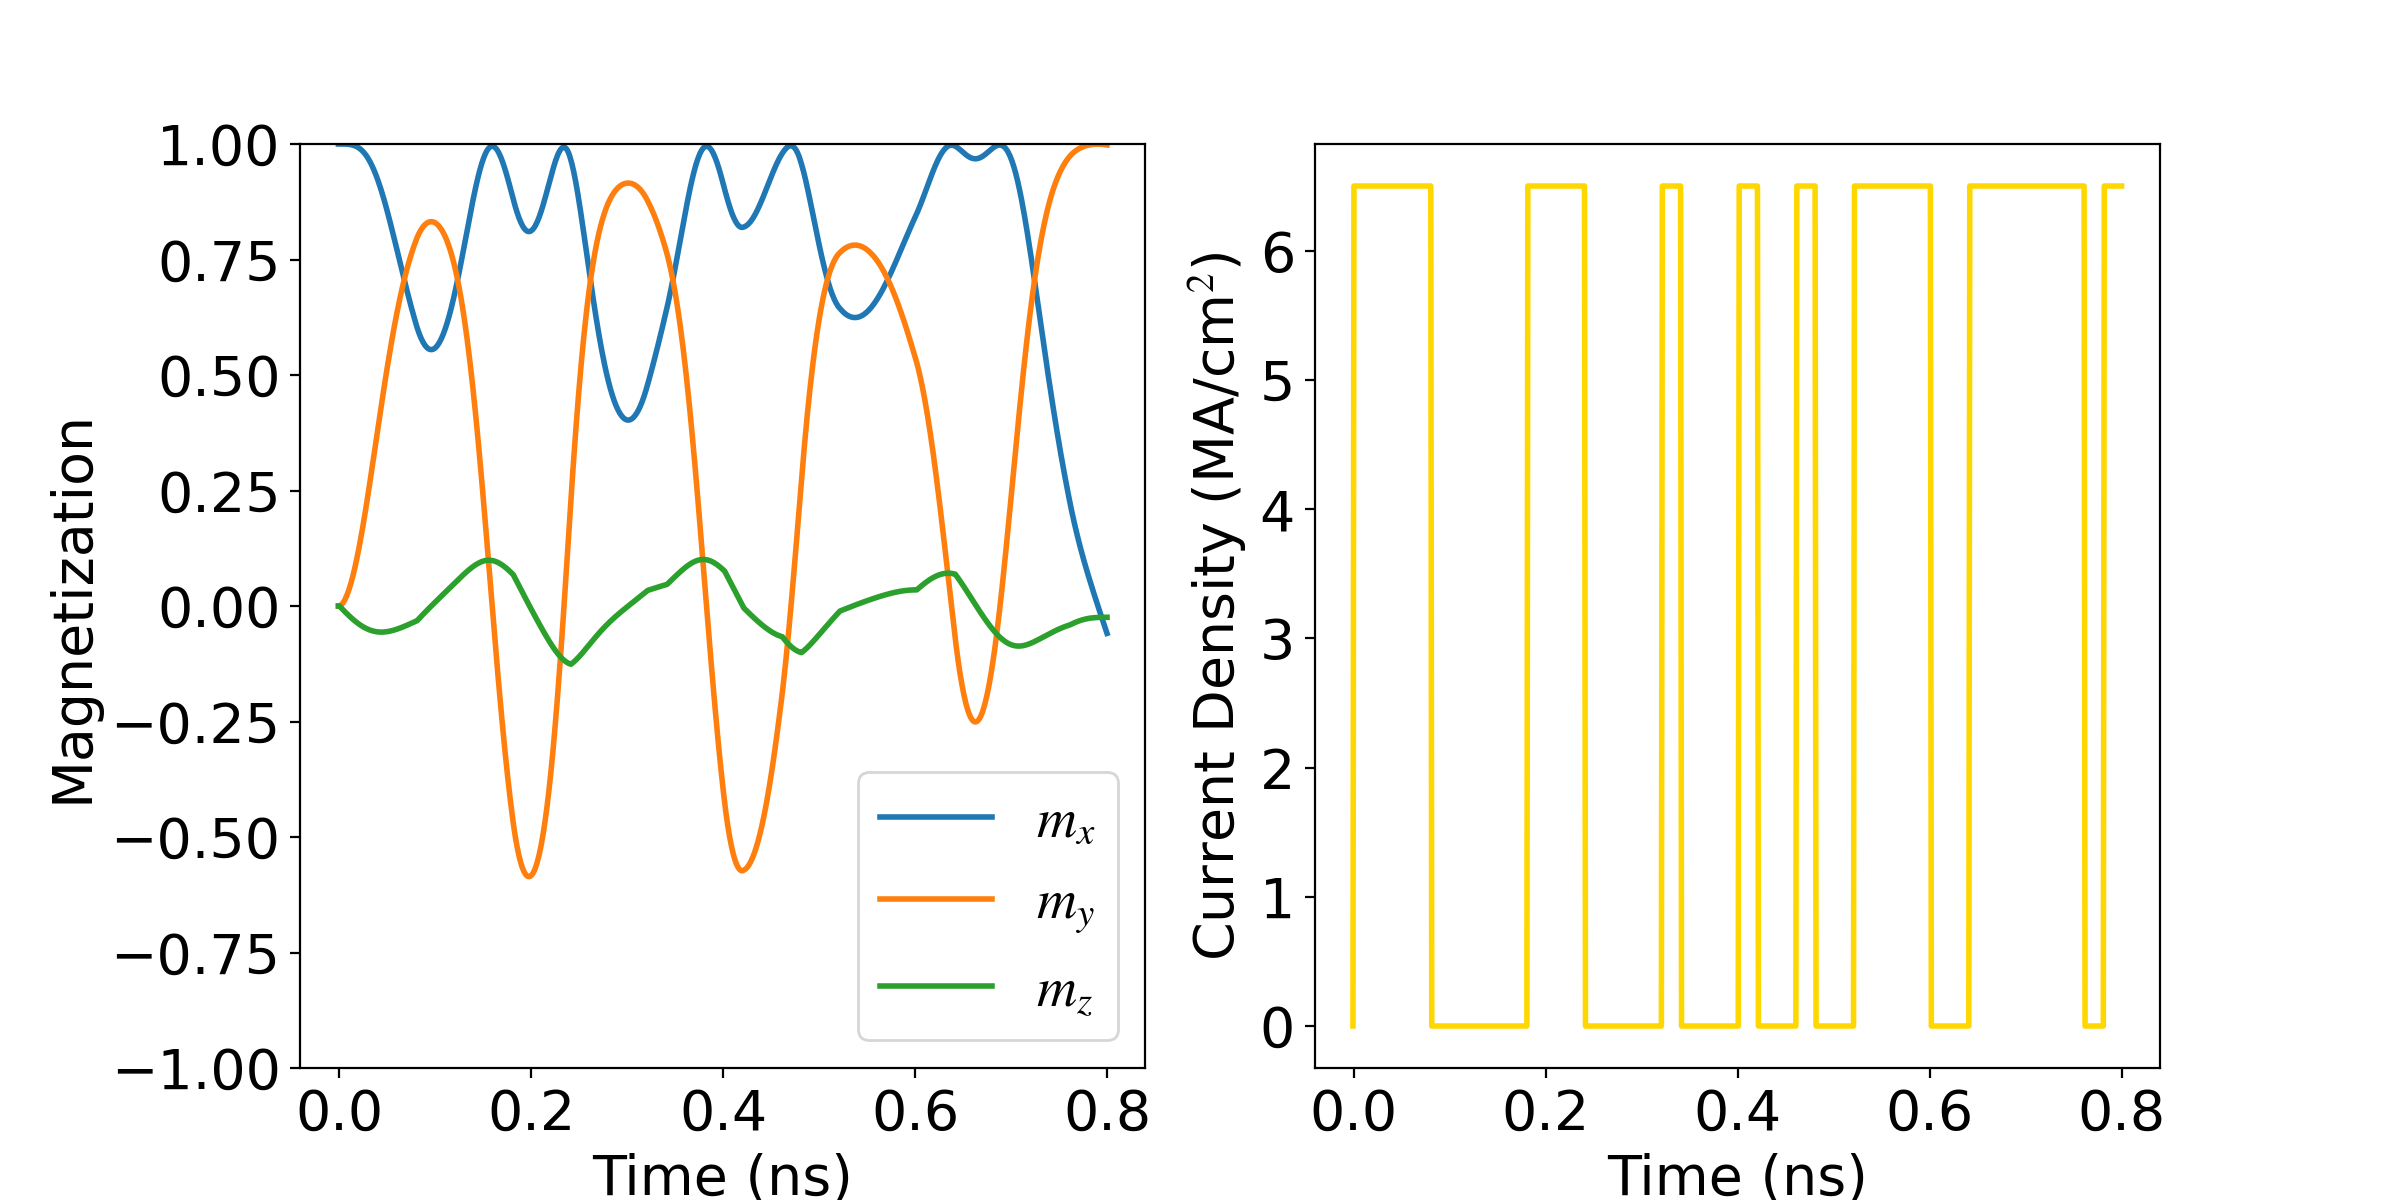 1.00
0.75
0.50
0.25
0.00
−0.25
−0.50
−0.75
−1.00
Magnetization
0.0 0.2 0.4 0.6 0.8
Time (ns)
m_x
m_y
m_z
6
5
4
3
2
1
0
Current Density (MA/cm²)
0.0 0.2 0.4 0.6 0.8
Time (ns)